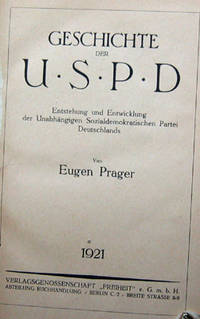 GESCHICHTE
DER
U·S·P·D
Entstehung und Entwicklung
der Unabhängigen Sozialdemokratischen Partei
Deutschlands
Von
Eugen Prager
1921
VERLAGSGENOSSENSCHAFT „FREIHEIT" e. G. m. b. H.
ABTEILUNG BUCHHANDLUNG / BERLIN C 2 / BREITE STRASSE 8-9